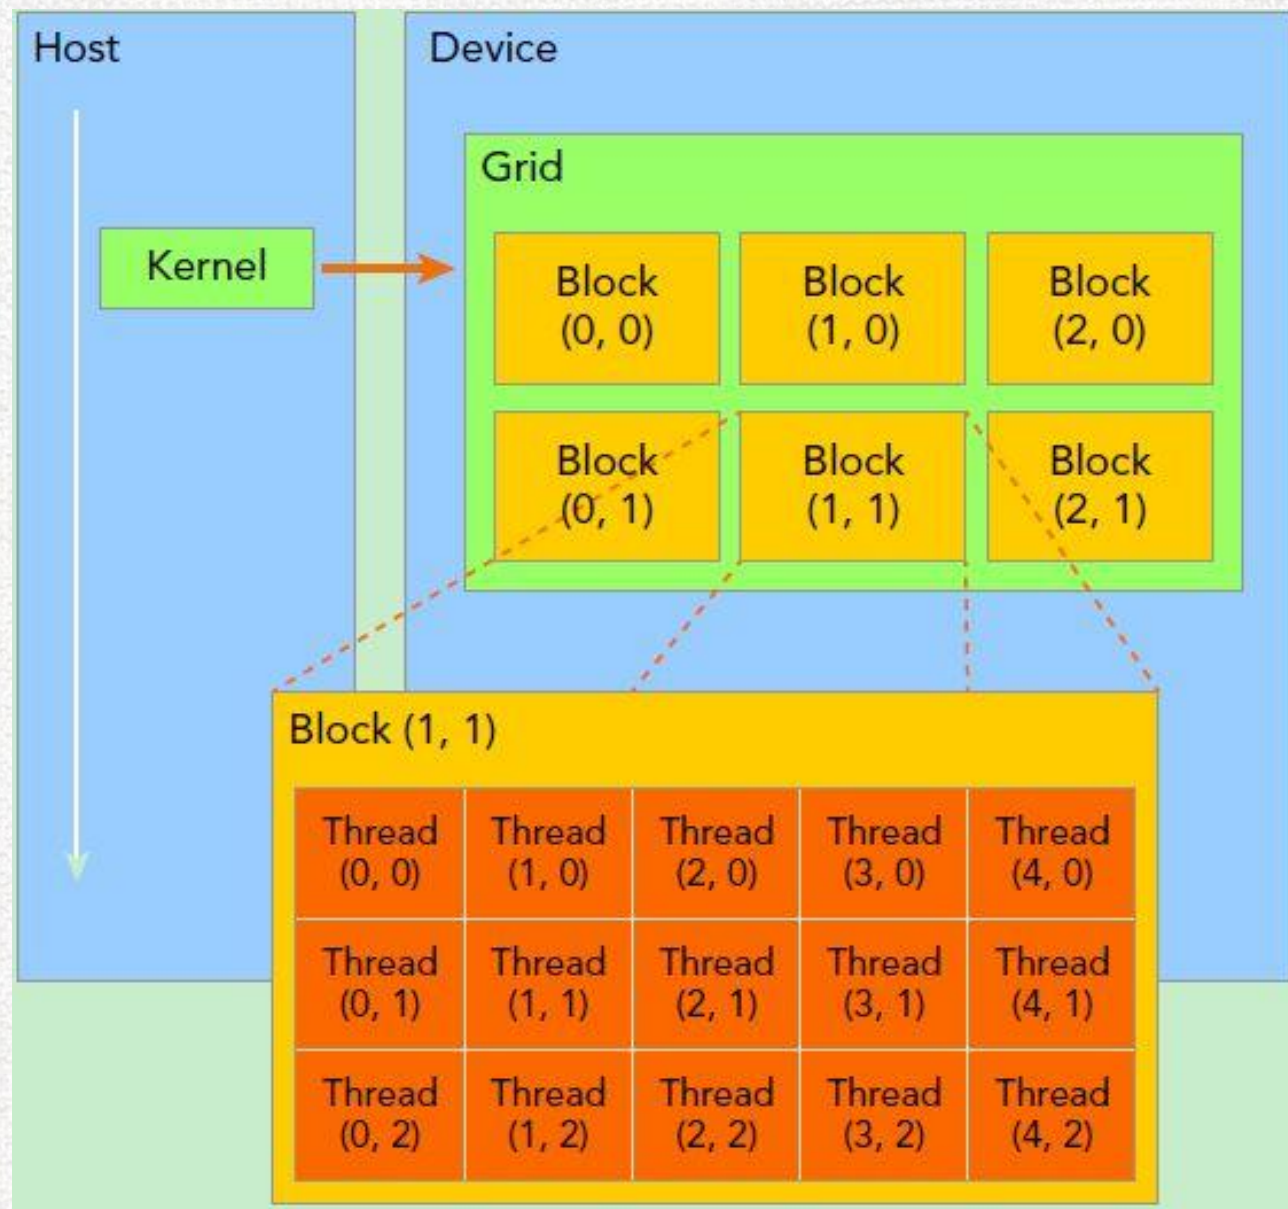 Host
Device
Grid
Kernel
Block
(0, 0)
Block
(1, 0)
Block
(2, 0)
Block
(0, 1)
Block
(1, 1)
Block
(2, 1)
Block (1, 1)
Thread
(0, 0)
Thread
(1, 0)
Thread
(2, 0)
Thread
(3, 0)
Thread
(4, 0)
Thread
(0, 1)
Thread
(1, 1)
Thread
(2, 1)
Thread
(3, 1)
Thread
(4, 1)
Thread
(0, 2)
Thread
(1, 2)
Thread
(2, 2)
Thread
(3, 2)
Thread
(4, 2)